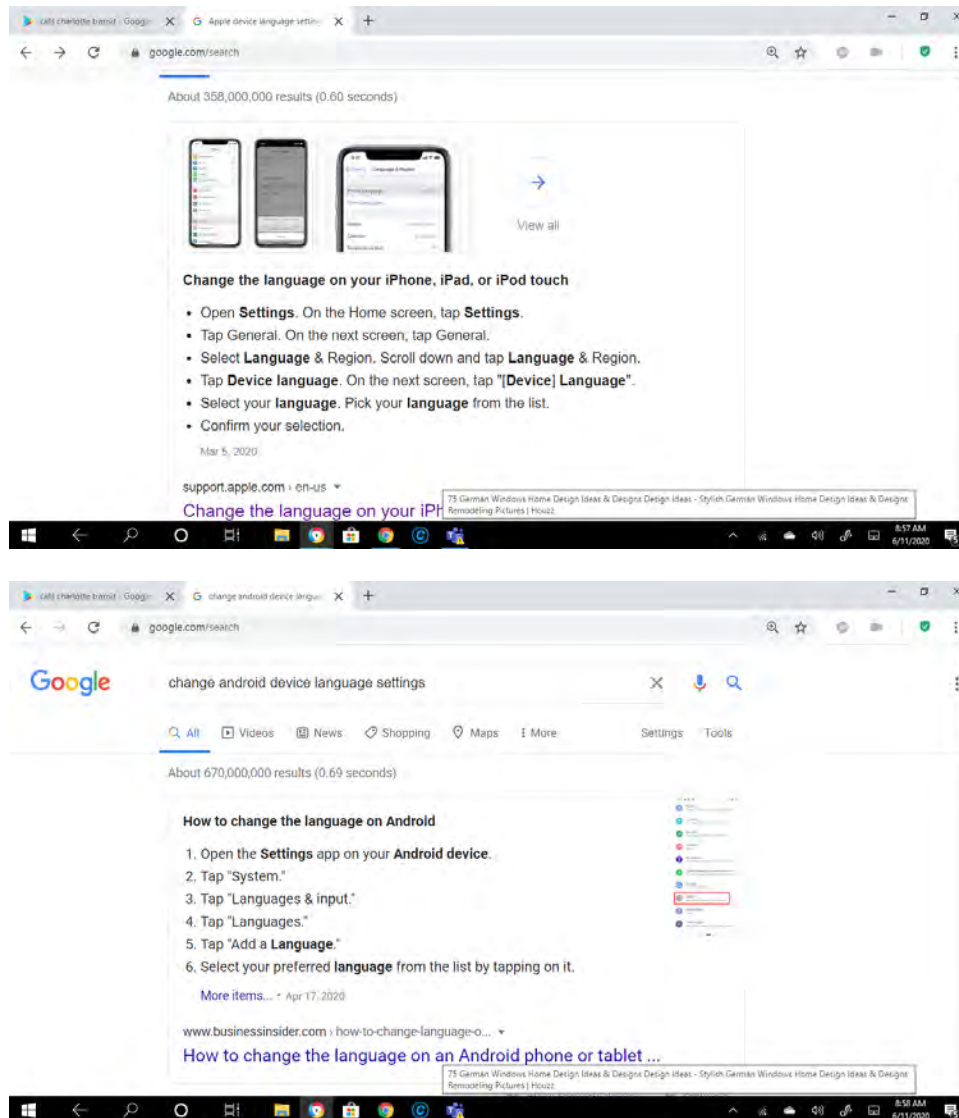 cats charlotte transit - Google
Apple device language setting
google.com/search
About 358,000,000 results (0.60 seconds)
View all
Change the language on your iPhone, iPad, or iPod touch
• Open Settings. On the Home screen, tap Settings.
• Tap General. On the next screen, tap General.
• Select Language & Region. Scroll down and tap Language & Region.
• Tap Device language. On the next screen, tap "[Device] Language".
• Select your language. Pick your language from the list.
• Confirm your selection.
Mar 5, 2020
support.apple.com › en-us
Change the language on your iPh
75 German Windows Home Design Ideas & Designs Design Ideas - Stylish German Windows Home Design Ideas & Designs
Remodeling Pictures | Houzz
8:57 AM
6/11/2020
cats charlotte transit - Google
change android device langua
google.com/search
Google
change android device language settings
All Videos News Shopping Maps More Settings Tools
About 670,000,000 results (0.69 seconds)
How to change the language on Android
1. Open the Settings app on your Android device.
2. Tap "System."
3. Tap "Languages & input."
4. Tap "Languages."
5. Tap "Add a Language."
6. Select your preferred language from the list by tapping on it.
More items... • Apr 17, 2020
www.businessinsider.com › how-to-change-language-o...
How to change the language on an Android phone or tablet ...
75 German Windows Home Design Ideas & Designs Design Ideas - Stylish German Windows Home Design Ideas & Designs
Remodeling Pictures | Houzz
8:58 AM
6/11/2020